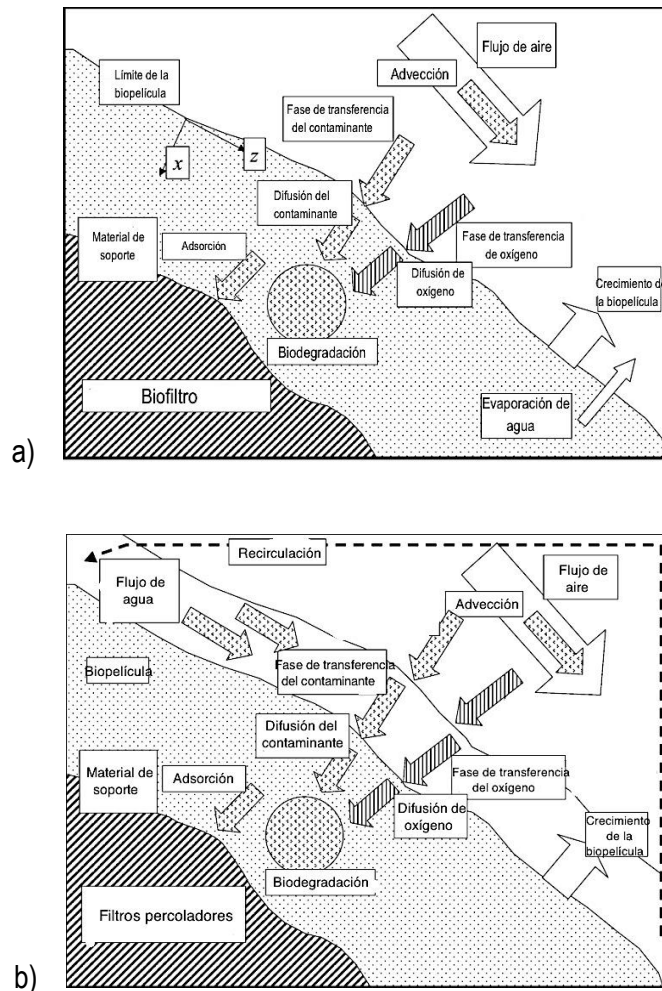 a)
Flujo de aire
Advección
Límite de la
biopelícula
Fase de transferencia
del contaminante
x
z
Difusión del
contaminante
Material de
soporte
Adsorción
Fase de transferencia
de oxígeno
Difusión de
oxígeno
Crecimiento de
la biopelícula
Biodegradación
Biofiltro
Evaporación de
agua
b)
Recirculación
Flujo de
agua
Flujo de
aire
Advección
Biopelícula
Fase de transferencia
del contaminante
Difusión del
contaminante
Material de
soporte
Adsorción
Fase de transferencia
del oxígeno
Difusión de
oxígeno
Crecimiento
de la
biopelícula
Biodegradación
Filtros percoladores